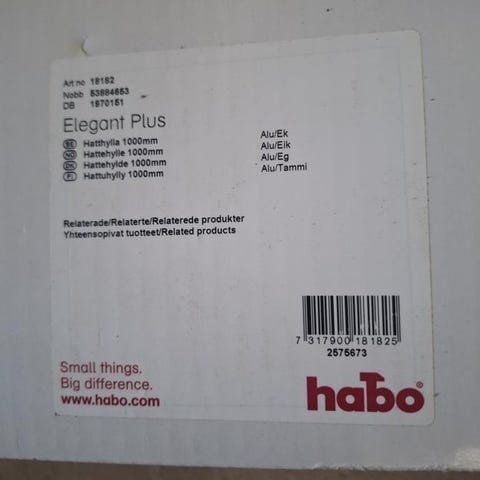 Art no 18182
Nobb 53884653
DB 1970151
Elegant Plus
SE Hatthylla 1000mm Alu/Ek
NO Hattehylle 1000mm Alu/Eik
DK Hattehylde 1000mm Alu/Eg
FI Hattuhylly 1000mm Alu/Tammi
Relaterade/Relaterte/Relaterede produkter
Yhteensopivat tuotteet/Related products
7 317900 181825
2575673
Small things.
Big difference.
www.habo.com
habo®